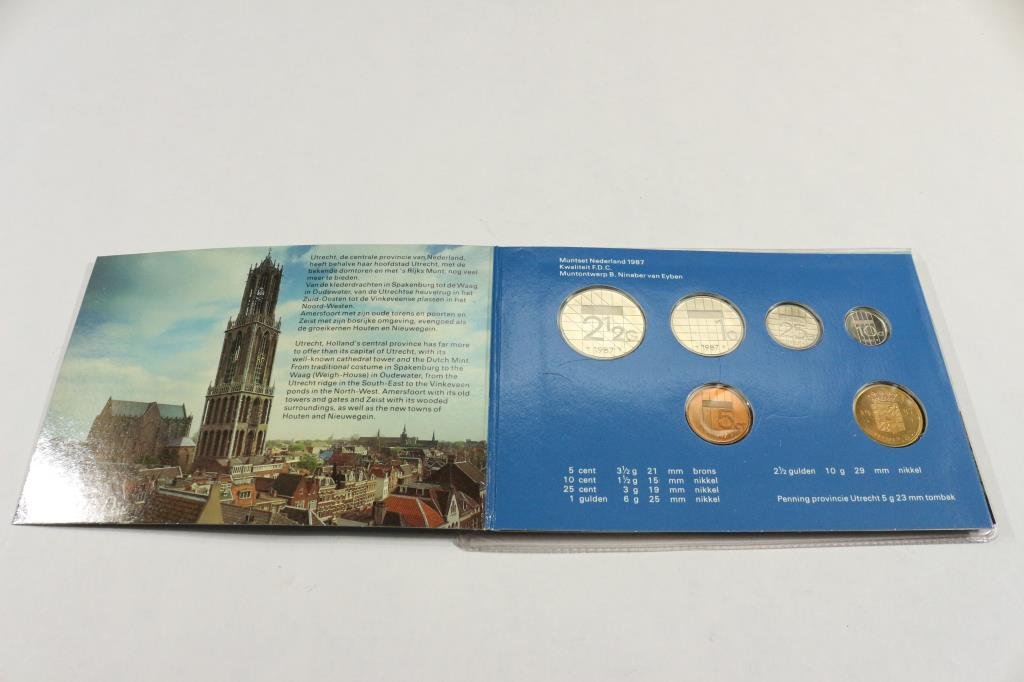 Utrecht, de centrale provincie van Nederland,
heeft behalve haar hoofdstad Utrecht, met de
bekende domtoren en met 's Rijks Munt, nog veel
meer te bieden.
Van de klederdrachten in Spakenburg tot de Waag
in Oudewater, van de Utrechtse heuvelrug in het
Zuid-Oosten tot de Vinkeveense plassen in het
Noord-Westen.
Amersfoort met zijn oude torens en poorten en
Zeist met zijn bosrijke omgeving, evengoed als
de groeikernen Houten en Nieuwegein.
Utrecht, Holland's central province has far more
to offer than its capital of Utrecht, with its
well-known cathedral tower and the Dutch Mint.
From traditional costume in Spakenburg to the
Waag (Weigh-House) in Oudewater, from the
Utrecht ridge in the South-East to the Vinkeveen
ponds in the North-West. Amersfoort with its old
towers and gates and Zeist with its wooded
surroundings, as well as the new towns of
Houten and Nieuwegein.
Muntset Nederland 1987
Kwaliteit F.D.C.
Muntontwerp B. Ninaber van Eyben
2½G
1987
1G
1987
25
10
5
5 cent 3½ g 21 mm brons
10 cent 1½ g 15 mm nikkel
25 cent 3 g 19 mm nikkel
1 gulden 6 g 25 mm nikkel
2½ gulden 10 g 29 mm nikkel
Penning provincie Utrecht 5 g 23 mm tombak